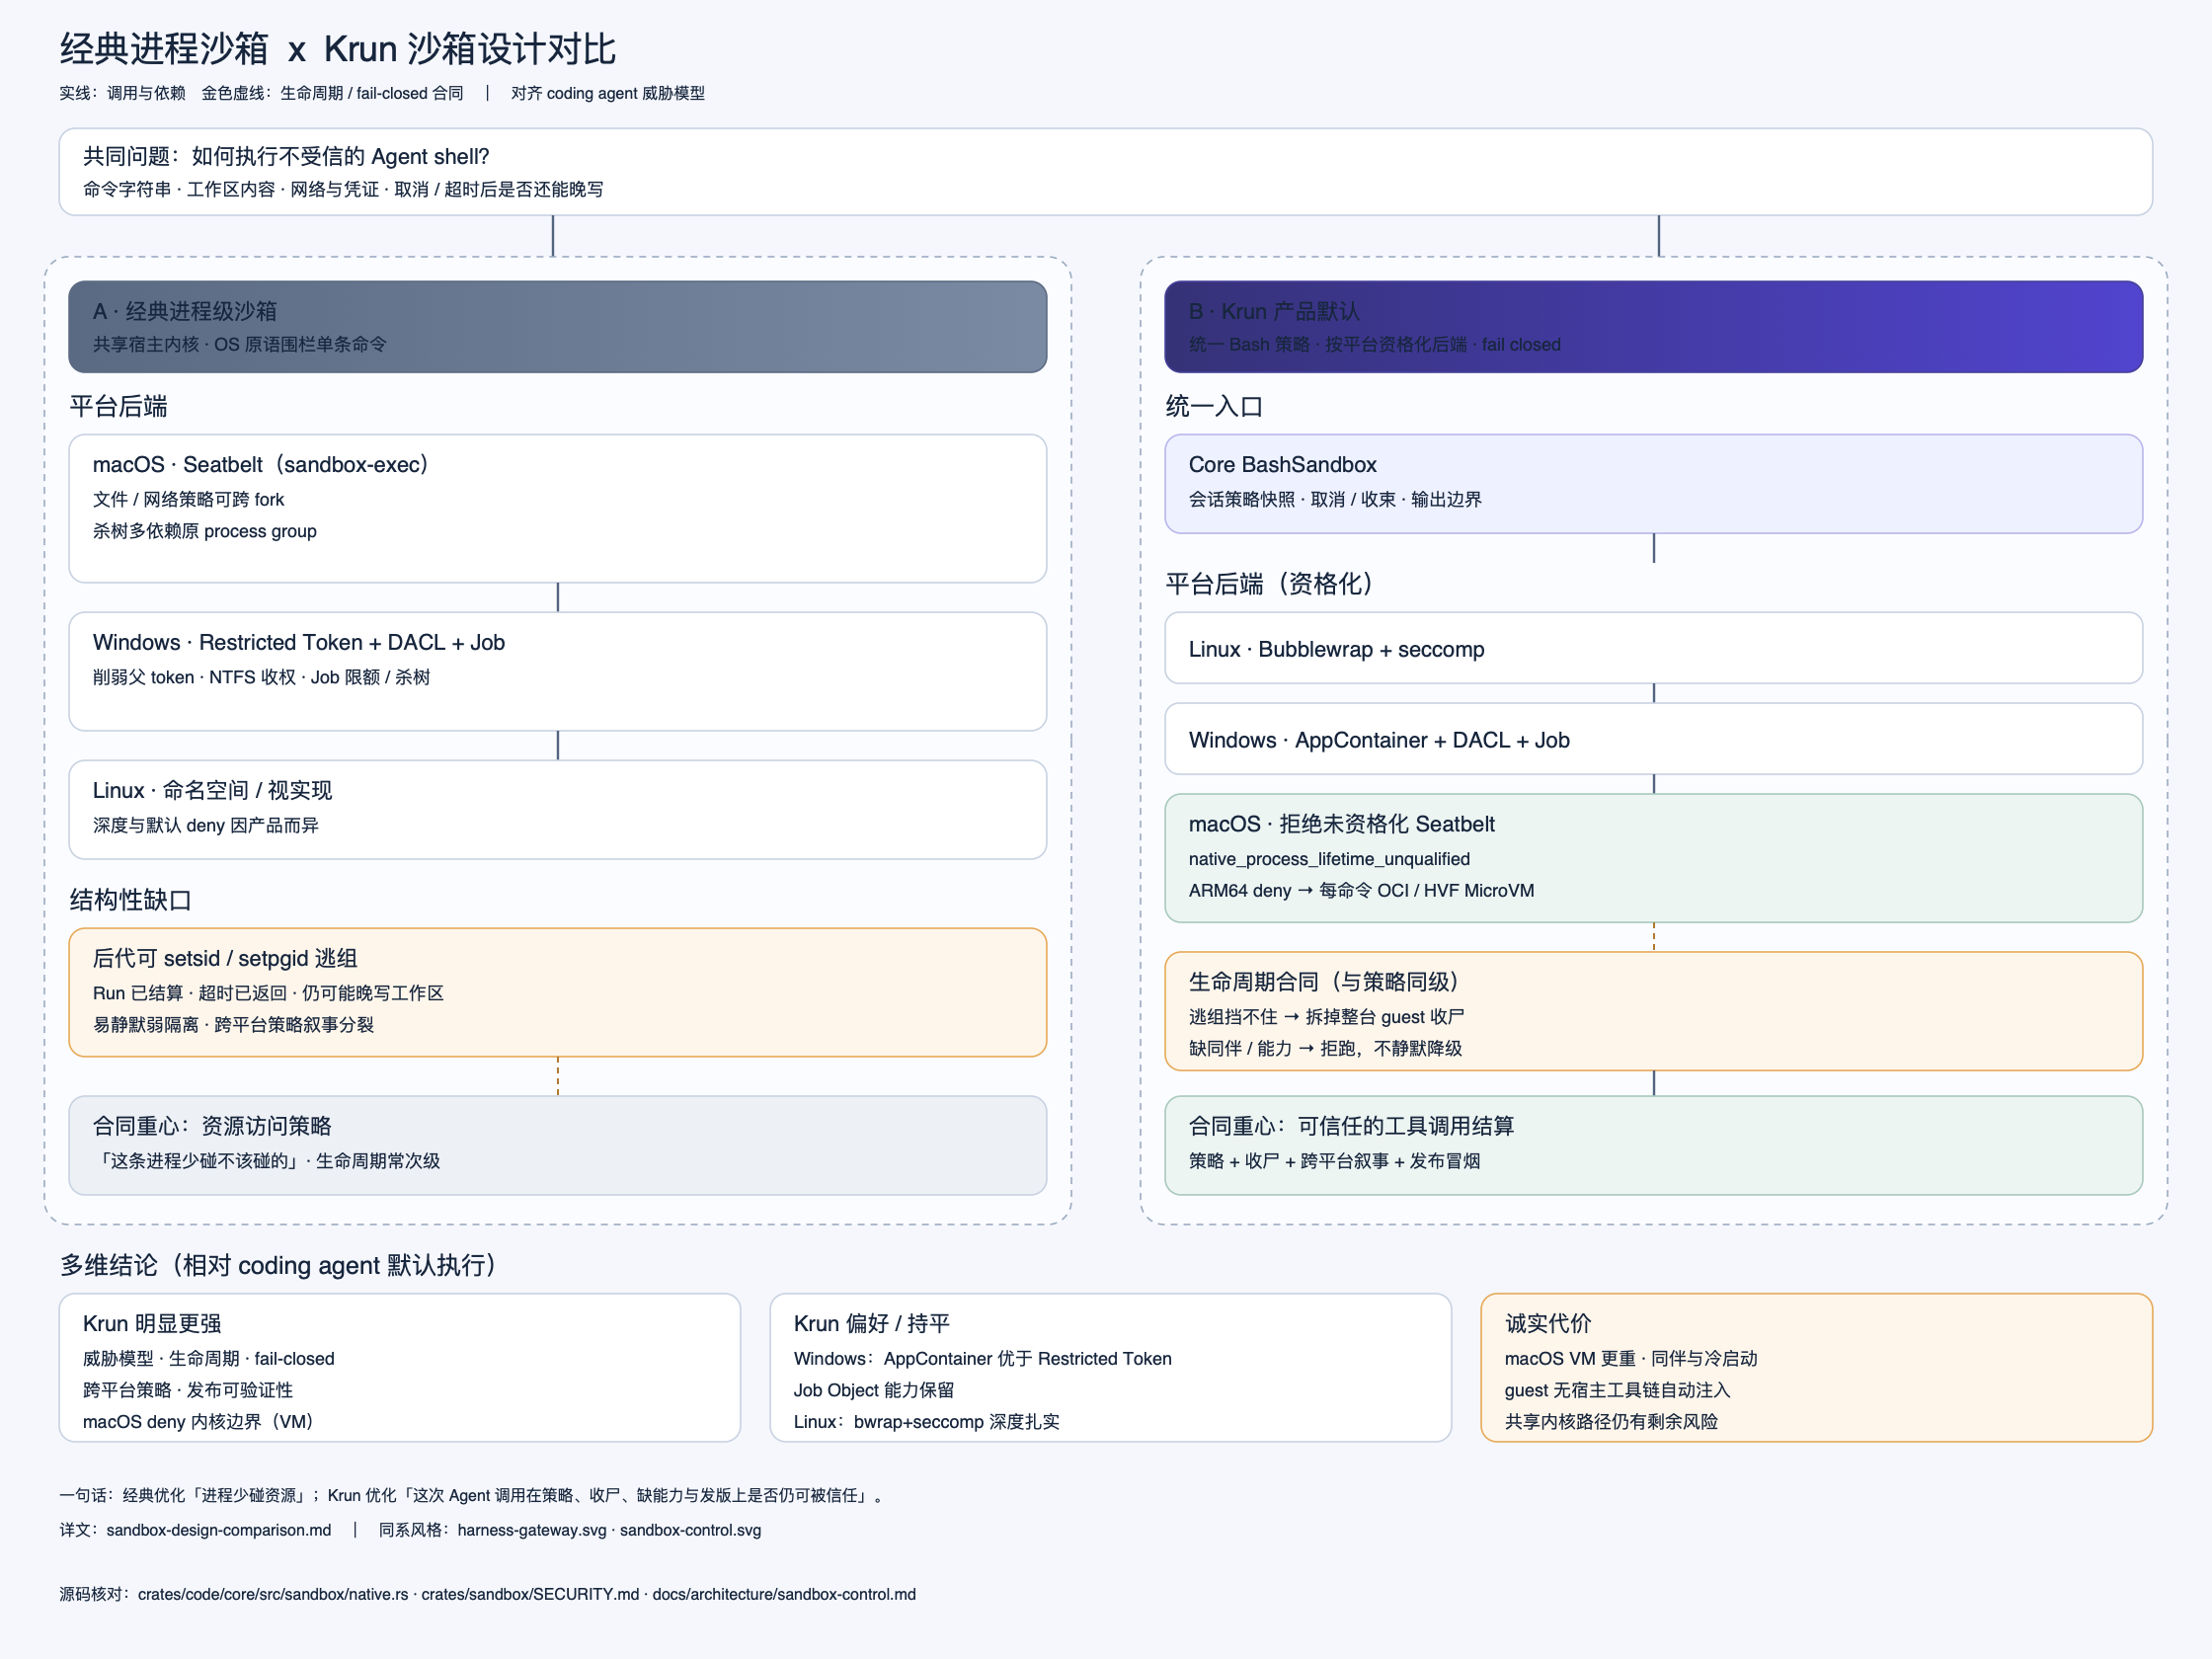 经典进程沙箱 x Krun 沙箱设计对比
实线：调用与依赖 金色虚线：生命周期 / fail-closed 合同 | 对齐 coding agent 威胁模型
共同问题：如何执行不受信的 Agent shell?
命令字符串 · 工作区内容 · 网络与凭证 · 取消 / 超时后是否还能晚写
A · 经典进程级沙箱
共享宿主内核 · OS 原语围栏单条命令
平台后端
macOS · Seatbelt（sandbox-exec）
文件 / 网络策略可跨 fork
杀树多依赖原 process group
Windows · Restricted Token + DACL + Job
削弱父 token · NTFS 收权 · Job 限额 / 杀树
Linux · 命名空间 / 视实现
深度与默认 deny 因产品而异
结构性缺口
后代可 setsid / setpgid 逃组
Run 已结算 · 超时已返回 · 仍可能晚写工作区
易静默弱隔离 · 跨平台策略叙事分裂
合同重心：资源访问策略
「这条进程少碰不该碰的」· 生命周期常次级
B · Krun 产品默认
统一 Bash 策略 · 按平台资格化后端 · fail closed
统一入口
Core BashSandbox
会话策略快照 · 取消 / 收束 · 输出边界
平台后端（资格化）
Linux · Bubblewrap + seccomp
Windows · AppContainer + DACL + Job
macOS · 拒绝未资格化 Seatbelt
native_process_lifetime_unqualified
ARM64 deny → 每命令 OCI / HVF MicroVM
生命周期合同（与策略同级）
逃组挡不住 → 拆掉整台 guest 收尸
缺同伴 / 能力 → 拒跑，不静默降级
合同重心：可信任的工具调用结算
策略 + 收尸 + 跨平台叙事 + 发布冒烟
多维结论（相对 coding agent 默认执行）
Krun 明显更强
威胁模型 · 生命周期 · fail-closed
跨平台策略 · 发布可验证性
macOS deny 内核边界（VM）
Krun 偏好 / 持平
Windows：AppContainer 优于 Restricted Token
Job Object 能力保留
Linux：bwrap+seccomp 深度扎实
诚实代价
macOS VM 更重 · 同伴与冷启动
guest 无宿主工具链自动注入
共享内核路径仍有剩余风险
一句话：经典优化「进程少碰资源」；Krun 优化「这次 Agent 调用在策略、收尸、缺能力与发版上是否仍可被信任」。
详文：sandbox-design-comparison.md | 同系风格：harness-gateway.svg · sandbox-control.svg
源码核对：crates/code/core/src/sandbox/native.rs · crates/sandbox/SECURITY.md · docs/architecture/sandbox-control.md